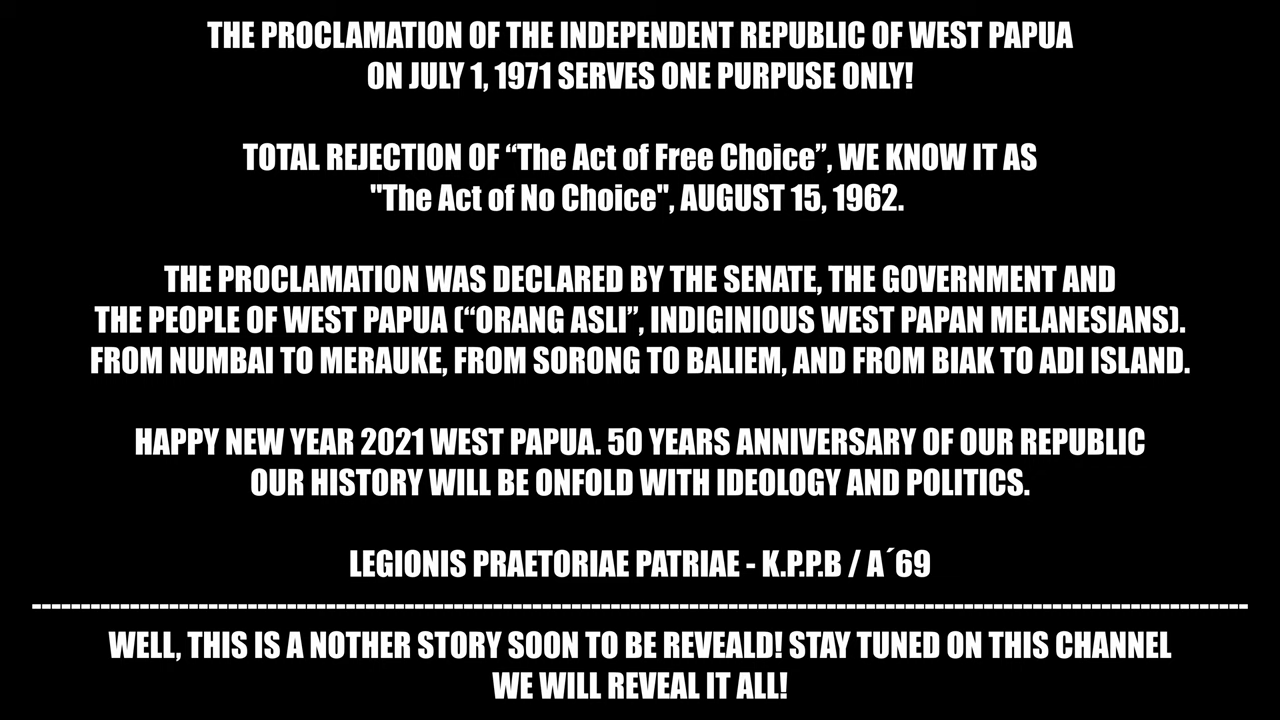 THE PROCLAMATION OF THE INDEPENDENT REPUBLIC OF WEST PAPUA
ON JULY 1, 1971 SERVES ONE PURPUSE ONLY!
TOTAL REJECTION OF “The Act of Free Choice”, WE KNOW IT AS
"The Act of No Choice", AUGUST 15, 1962.
THE PROCLAMATION WAS DECLARED BY THE SENATE, THE GOVERNMENT AND
THE PEOPLE OF WEST PAPUA (“ORANG ASLI”, INDIGINIOUS WEST PAPAN MELANESIANS).
FROM NUMBAI TO MERAUKE, FROM SORONG TO BALIEM, AND FROM BIAK TO ADI ISLAND.
HAPPY NEW YEAR 2021 WEST PAPUA. 50 YEARS ANNIVERSARY OF OUR REPUBLIC
OUR HISTORY WILL BE ONFOLD WITH IDEOLOGY AND POLITICS.
LEGIONIS PRAETORIAE PATRIAE - K.P.P.B / A´69
--------------------------------------------------------------------------------------------------------------------------------
WELL, THIS IS A NOTHER STORY SOON TO BE REVEALD! STAY TUNED ON THIS CHANNEL
WE WILL REVEAL IT ALL!